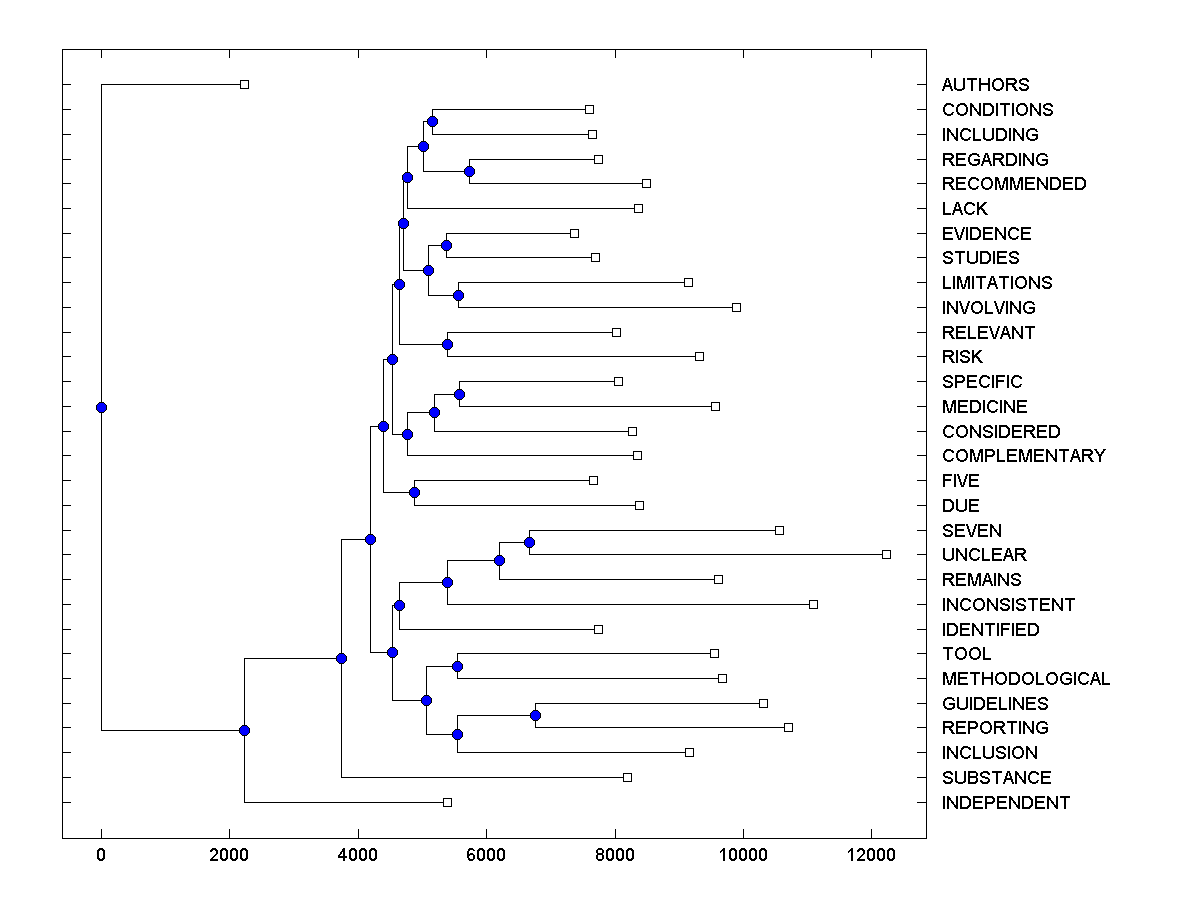 AUTHORS
CONDITIONS
INCLUDING
REGARDING
RECOMMENDED
LACK
EVIDENCE
STUDIES
LIMITATIONS
INVOLVING
RELEVANT
RISK
SPECIFIC
MEDICINE
CONSIDERED
COMPLEMENTARY
FIVE
DUE
SEVEN
UNCLEAR
REMAINS
INCONSISTENT
IDENTIFIED
TOOL
METHODOLOGICAL
GUIDELINES
REPORTING
INCLUSION
SUBSTANCE
INDEPENDENT
0 2000 4000 6000 8000 10000 12000